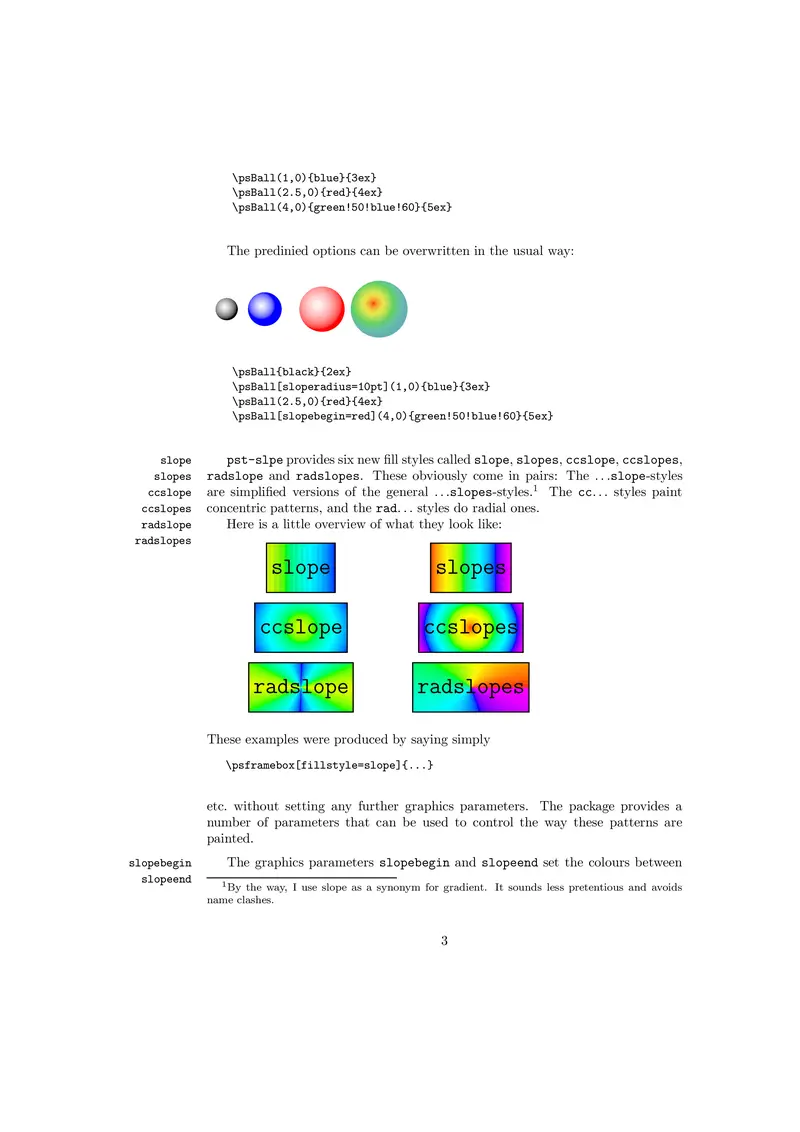 \psBall(1,0){blue}{3ex}
\psBall(2.5,0){red}{4ex}
\psBall(4,0){green!50!blue!60}{5ex}
The predinied options can be overwritten in the usual way:
\psBall{black}{2ex}
\psBall[sloperadius=10pt](1,0){blue}{3ex}
\psBall(2.5,0){red}{4ex}
\psBall[slopebegin=red](4,0){green!50!blue!60}{5ex}
slope pst-slpe provides six new fill styles called slope, slopes, ccslope, ccslopes,
slopes radslope and radslopes. These obviously come in pairs: The ...slope-styles
ccslope are simplified versions of the general ...slopes-styles.1 The cc... styles paint
ccslopes concentric patterns, and the rad... styles do radial ones.
radslope Here is a little overview of what they look like:
radslopes
slope slopes
ccslope ccslopes
radslope radslopes
These examples were produced by saying simply
\psframebox[fillstyle=slope]{...}
etc. without setting any further graphics parameters. The package provides a
number of parameters that can be used to control the way these patterns are
painted.
slopebegin The graphics parameters slopebegin and slopeend set the colours between
slopeend
1By the way, I use slope as a synonym for gradient. It sounds less pretentious and avoids
name clashes.
3